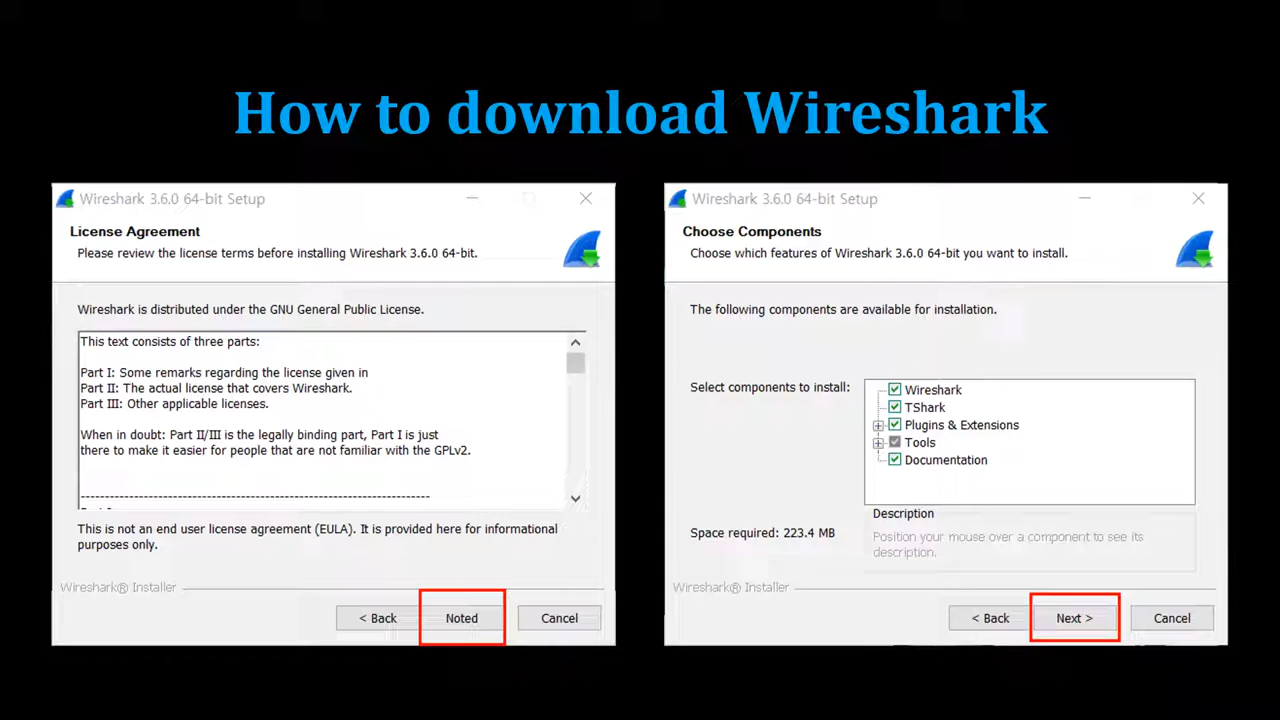 How to download Wireshark
Wireshark 3.6.0 64-bit Setup
License Agreement
Please review the license terms before installing Wireshark 3.6.0 64-bit.
Wireshark is distributed under the GNU General Public License.
This text consists of three parts:
Part I: Some remarks regarding the license given in
Part II: The actual license that covers Wireshark.
Part III: Other applicable licenses.
When in doubt: Part II/III is the legally binding part, Part I is just
there to make it easier for people that are not familiar with the GPLv2.
----------------------------------------------------------------------
This is not an end user license agreement (EULA). It is provided here for informational
purposes only.
Wireshark® Installer
< Back
Noted
Cancel
Wireshark 3.6.0 64-bit Setup
Choose Components
Choose which features of Wireshark 3.6.0 64-bit you want to install.
The following components are available for installation.
Select components to install:
Wireshark
TShark
Plugins & Extensions
Tools
Documentation
Space required: 223.4 MB
Description
Position your mouse over a component to see its
description.
Wireshark® Installer
< Back
Next >
Cancel